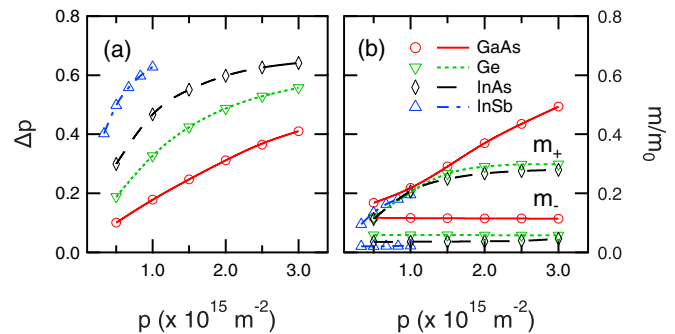 (a)
0.8
0.6
0.4
0.2
0.0
Δp
1.0 2.0 3.0
p (x 10^15 m^-2)
(b)
GaAs
Ge
InAs
InSb
m+
m-
0.8
0.6
0.4
0.2
0.0
m/m0
1.0 2.0 3.0
p (x 10^15 m^-2)